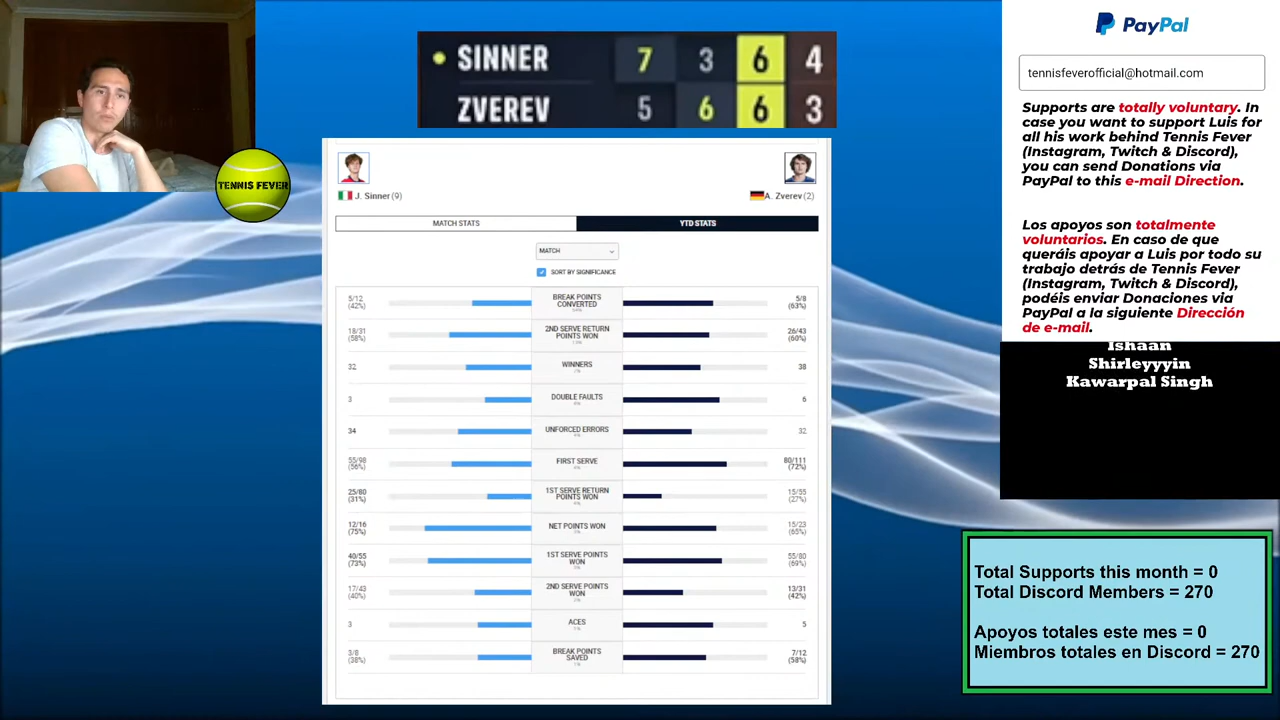 SINNER 7 3 6 4
ZVEREV 5 6 6 3
TENNIS FEVER
J. Sinner (9)
A. Zverev (2)
MATCH STATS
YTD STATS
MATCH
SORT BY SIGNIFICANCE
5/12
(42%)
BREAK POINTS
CONVERTED
5/8
(63%)
18/31
(58%)
2ND SERVE RETURN
POINTS WON
26/43
(60%)
32
WINNERS
38
3
DOUBLE FAULTS
6
34
UNFORCED ERRORS
32
55/98
(56%)
FIRST SERVE
80/111
(72%)
25/80
(31%)
1ST SERVE RETURN
POINTS WON
15/55
(27%)
12/16
(75%)
NET POINTS WON
15/23
(65%)
40/55
(73%)
1ST SERVE POINTS
WON
55/80
(69%)
17/43
(40%)
2ND SERVE POINTS
WON
13/31
(42%)
3
ACES
5
3/8
(38%)
BREAK POINTS
SAVED
7/12
(58%)
PayPal
tennisfeverofficial@hotmail.com
Supports are totally voluntary. In
case you want to support Luis for
all his work behind Tennis Fever
(Instagram, Twitch & Discord),
you can send Donations via
PayPal to this e-mail Direction.
Los apoyos son totalmente
voluntarios. En caso de que
queráis apoyar a Luis por todo su
trabajo detrás de Tennis Fever
(Instagram, Twitch & Discord),
podéis enviar Donaciones via
PayPal a la siguiente Dirección
de e-mail.
Ishaan
Shirleyyyin
Kawarpal Singh
Total Supports this month = 0
Total Discord Members = 270
Apoyos totales este mes = 0
Miembros totales en Discord = 270